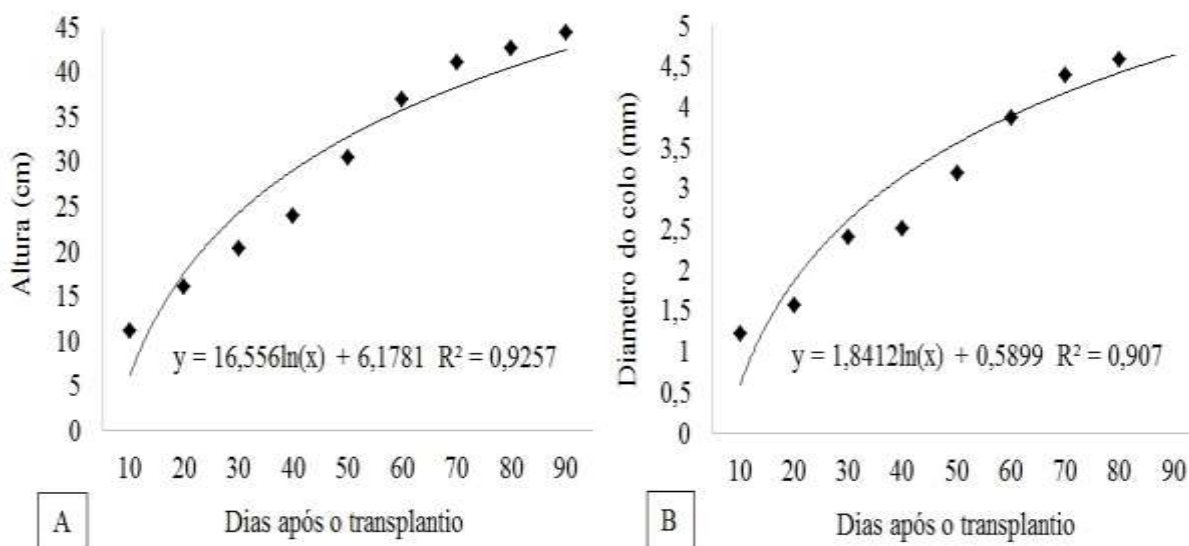 45
40
35
30
25
20
15
10
5
0
Altura (cm)
y = 16,556ln(x) + 6,1781 R² = 0,9257
10 20 30 40 50 60 70 80 90
A
Dias após o transplantio
5
4,5
4
3,5
3
2,5
2
1,5
1
0,5
0
Diametro do colo (mm)
y = 1,8412ln(x) + 0,5899 R² = 0,907
10 20 30 40 50 60 70 80 90
B
Dias após o transplantio